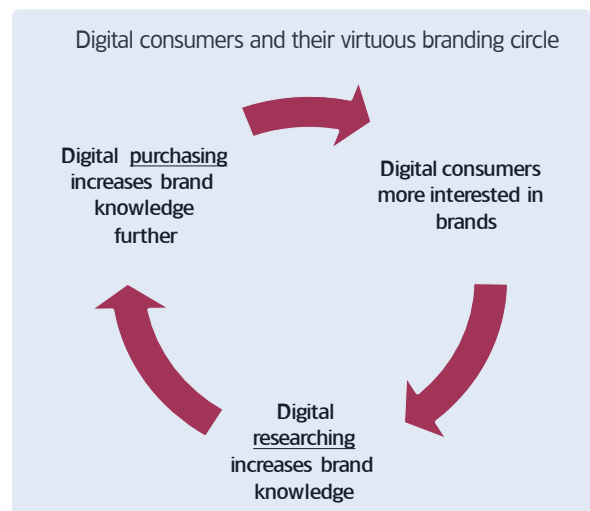 Digital consumers and their virtuous branding circle
Digital purchasing
increases brand
knowledge
further
Digital consumers
more interested in
brands
Digital
researching
increases brand
knowledge